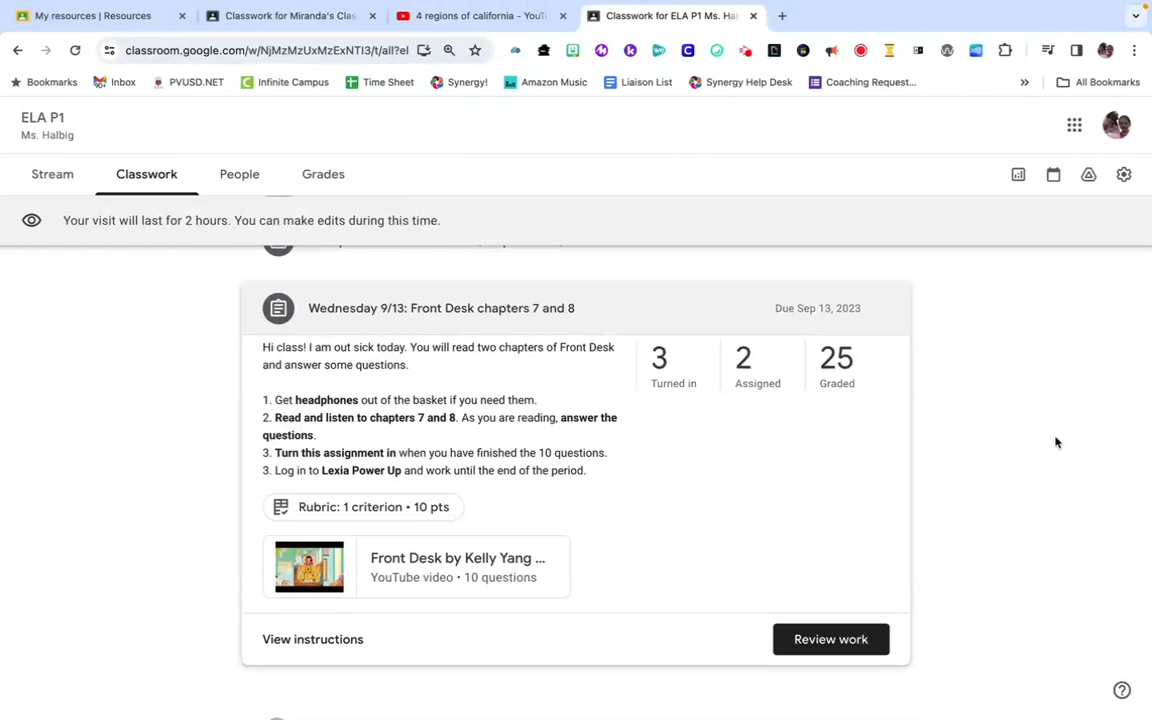 My resources | Resources
Classwork for Miranda's Clas
4 regions of california - YouT
Classwork for ELA P1 Ms. Hal
classroom.google.com/w/NjMzMzUxMzExNTI3/t/all?el
Bookmarks
Inbox
PVUSD.NET
Infinite Campus
Time Sheet
Synergy!
Amazon Music
Liaison List
Synergy Help Desk
Coaching Request...
All Bookmarks
ELA P1
Ms. Halbig
Stream
Classwork
People
Grades
Your visit will last for 2 hours. You can make edits during this time.
Wednesday 9/13: Front Desk chapters 7 and 8
Due Sep 13, 2023
Hi class! I am out sick today. You will read two chapters of Front Desk
and answer some questions.
3
Turned in
2
Assigned
25
Graded
1. Get headphones out of the basket if you need them.
2. Read and listen to chapters 7 and 8. As you are reading, answer the
questions.
3. Turn this assignment in when you have finished the 10 questions.
3. Log in to Lexia Power Up and work until the end of the period.
Rubric: 1 criterion • 10 pts
Front Desk by Kelly Yang ...
YouTube video • 10 questions
View instructions
Review work